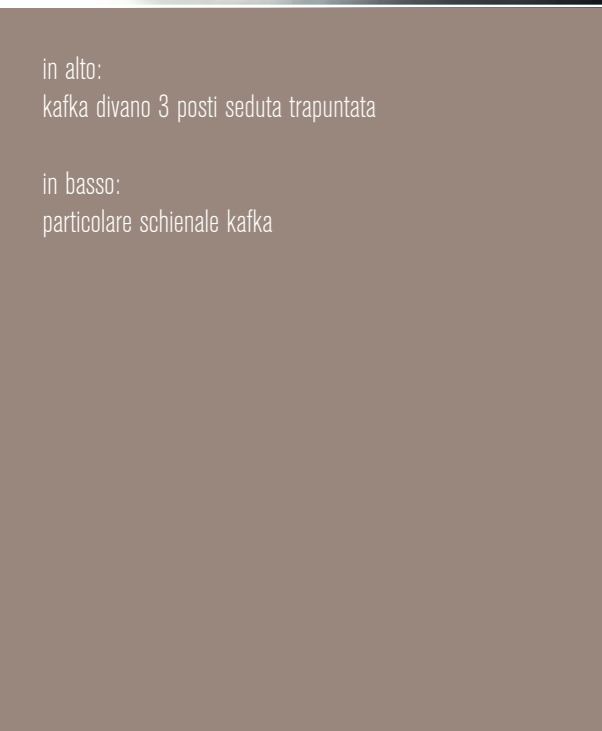 in alto:
kafka divano 3 posti seduta trapuntata
in basso:
particolare schienale kafka